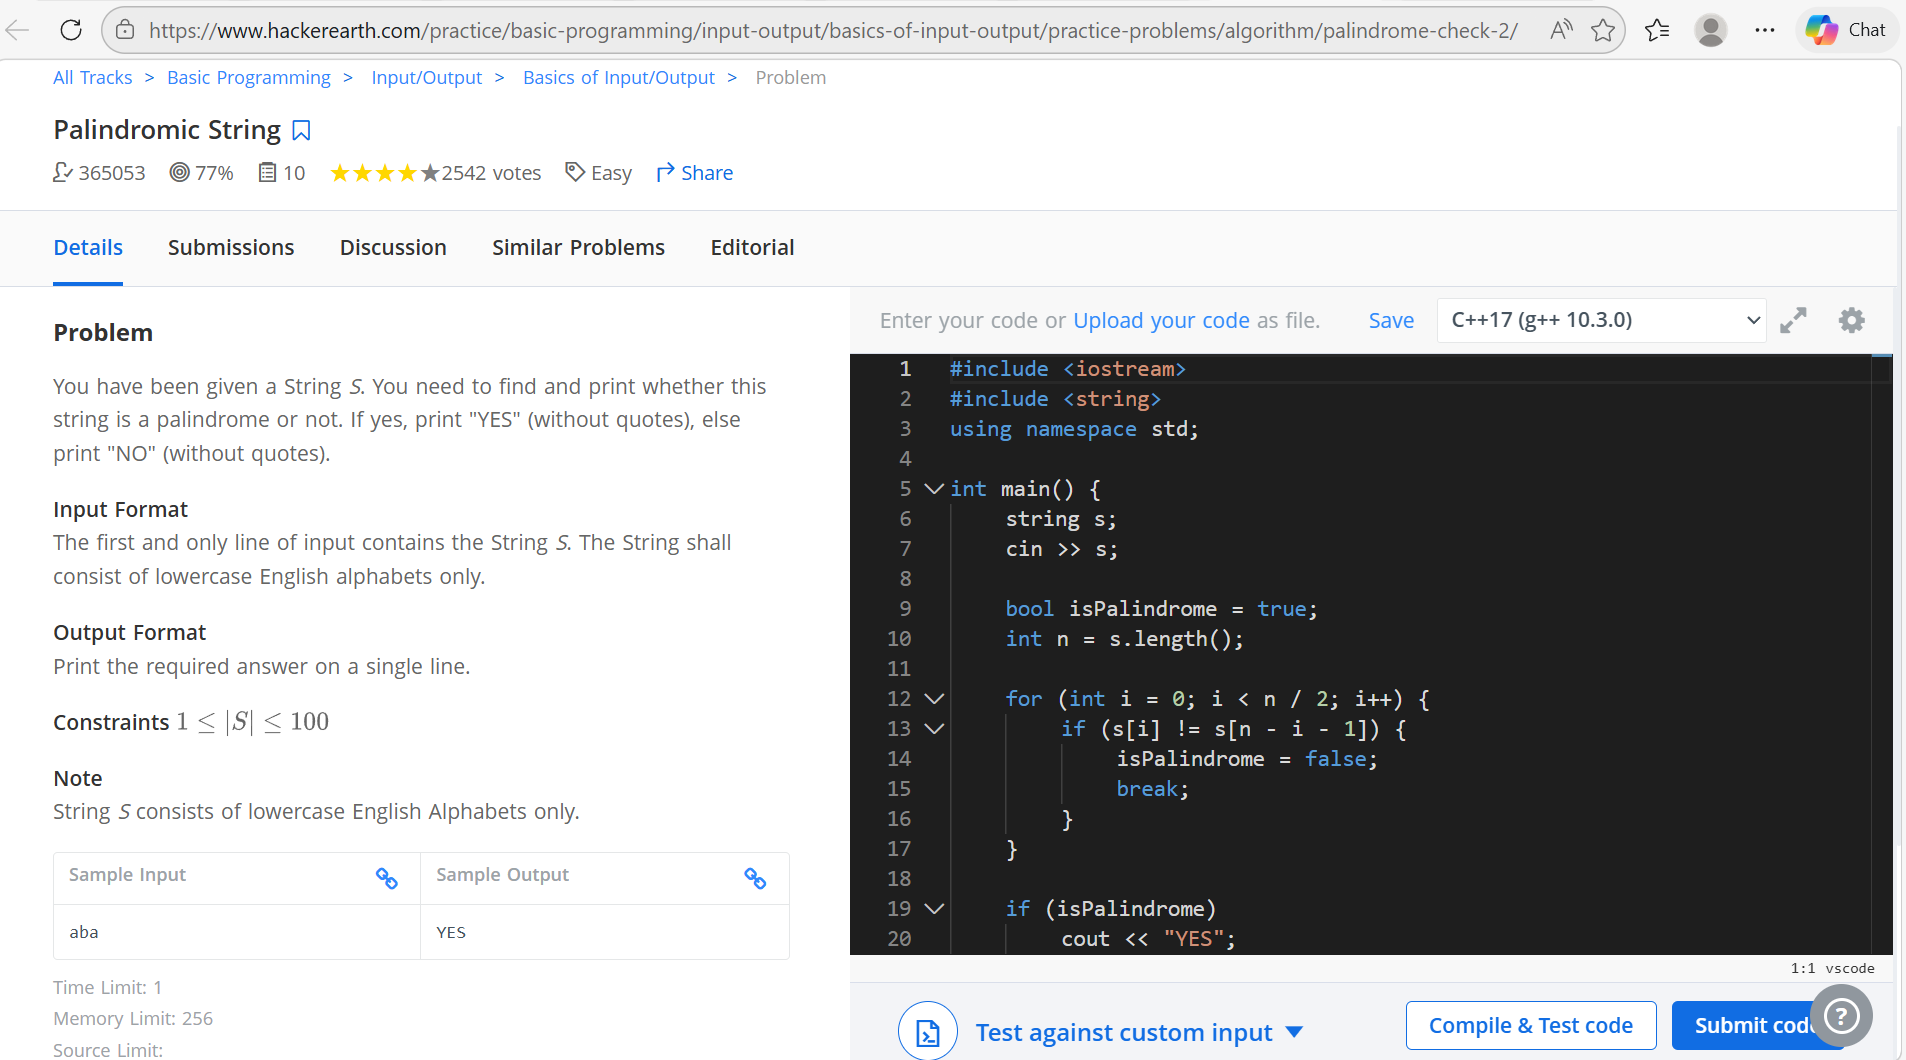 https://www.hackerearth.com/practice/basic-programming/input-output/basics-of-input-output/practice-problems/algorithm/palindrome-check-2/
Chat
All Tracks > Basic Programming > Input/Output > Basics of Input/Output > Problem
Palindromic String
365053 77% 10 2542 votes Easy Share
Details Submissions Discussion Similar Problems Editorial
Problem
You have been given a String S. You need to find and print whether this
string is a palindrome or not. If yes, print "YES" (without quotes), else
print "NO" (without quotes).
Input Format
The first and only line of input contains the String S. The String shall
consist of lowercase English alphabets only.
Output Format
Print the required answer on a single line.
Constraints 1 ≤ |S| ≤ 100
Note
String S consists of lowercase English Alphabets only.
Sample Input Sample Output
aba YES
Time Limit: 1
Memory Limit: 256
Source Limit:
Enter your code or Upload your code as file. Save C++17 (g++ 10.3.0)
1 #include <iostream>
2 #include <string>
3 using namespace std;
4
5 int main() {
6 string s;
7 cin >> s;
8
9 bool isPalindrome = true;
10 int n = s.length();
11
12 for (int i = 0; i < n / 2; i++) {
13 if (s[i] != s[n - i - 1]) {
14 isPalindrome = false;
15 break;
16 }
17 }
18
19 if (isPalindrome)
20 cout << "YES";
1:1 vscode
Test against custom input Compile & Test code Submit code ?